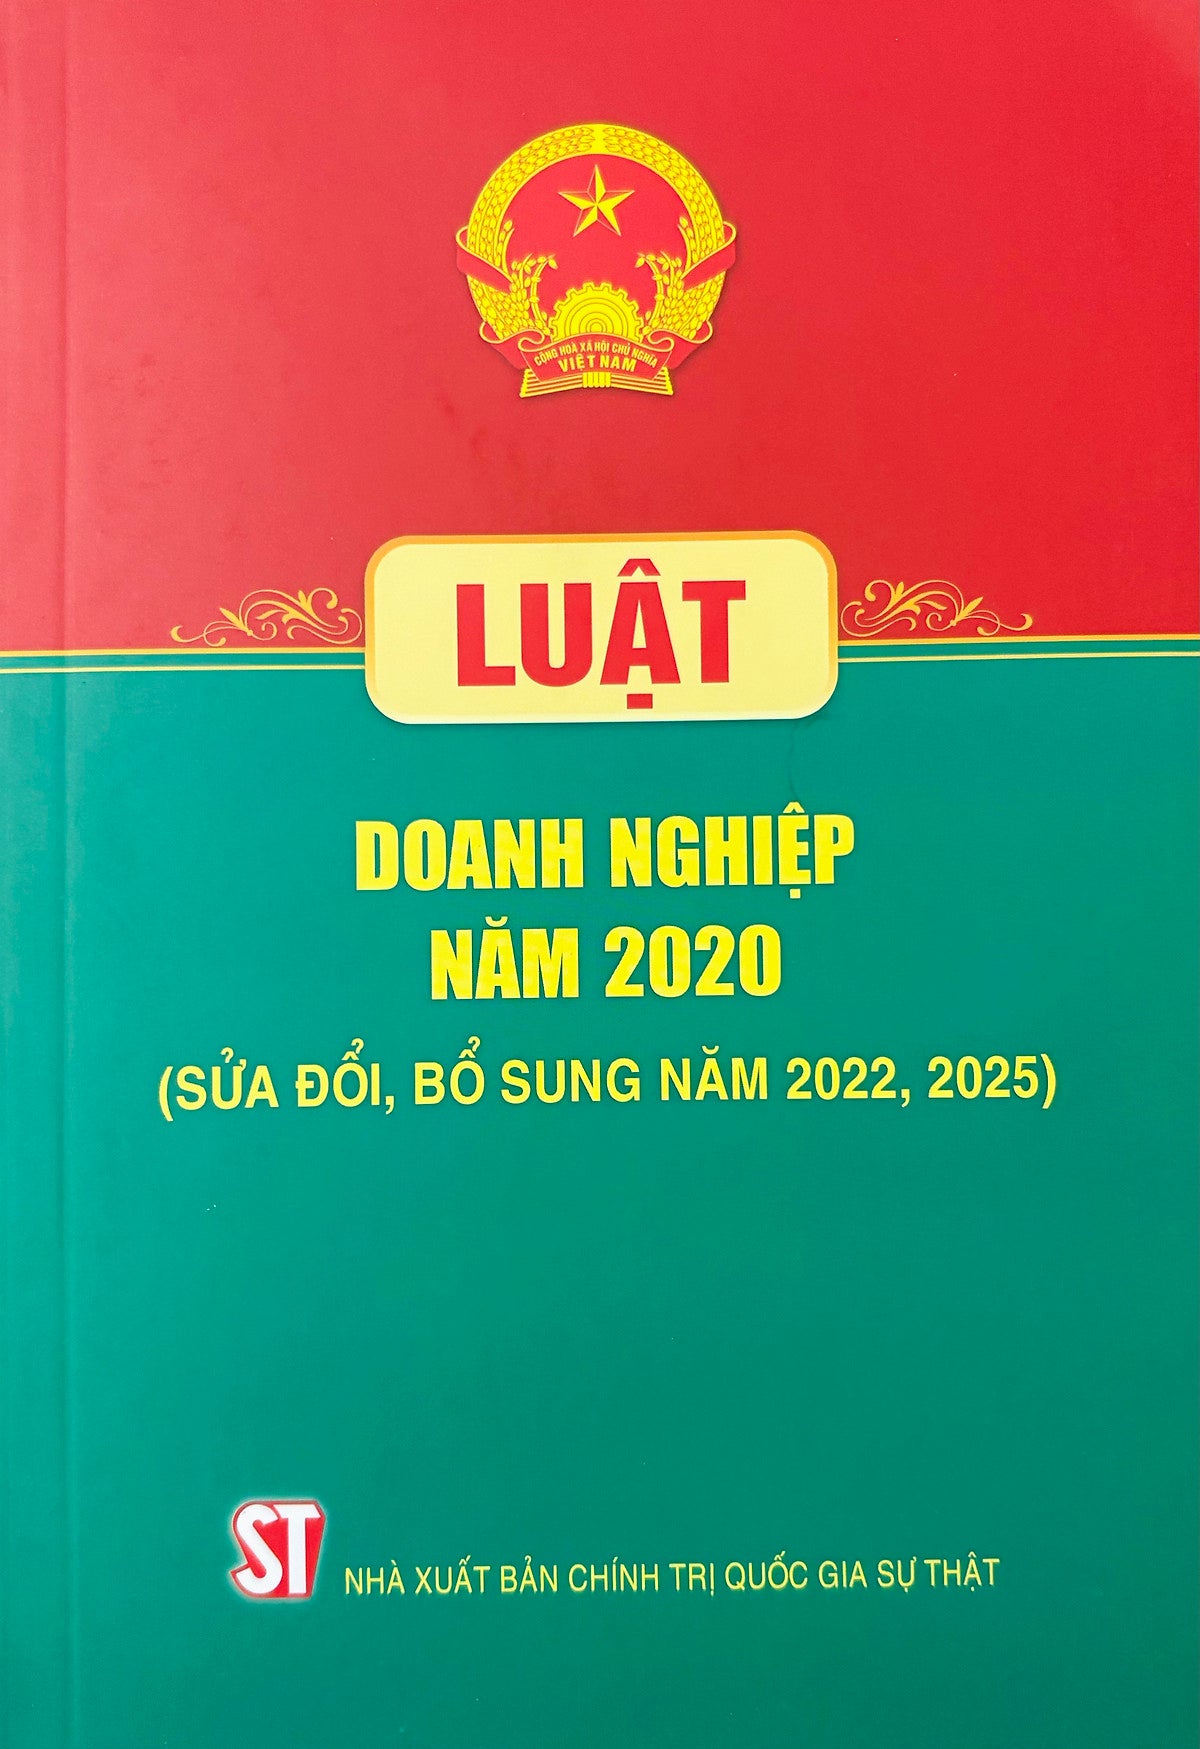 CỘNG HOÀ XÃ HỘI CHỦ NGHĨA
VIỆT NAM
LUẬT
DOANH NGHIỆP
NĂM 2020
(SỬA ĐỔI, BỔ SUNG NĂM 2022, 2025)
ST
NHÀ XUẤT BẢN CHÍNH TRỊ QUỐC GIA SỰ THẬT